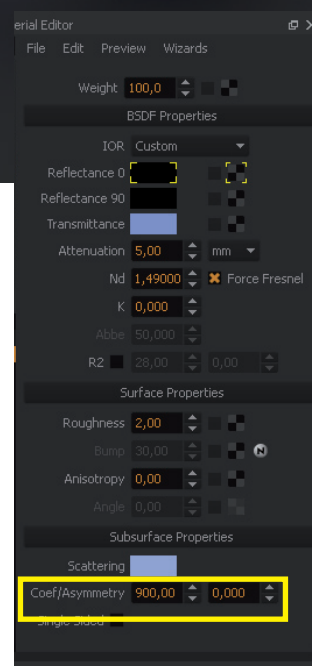 erial Editor
File Edit Preview Wizards
Weight 100,0
BSDF Properties
IOR Custom
Reflectance 0
Reflectance 90
Transmittance
Attenuation 5,00 mm
Nd 1,49000 Force Fresnel
K 0,000
Abbe 50,000
R2 28,00 0,00
Surface Properties
Roughness 2,00
Bump 30,00 N
Anisotropy 0,00
Angle 0,00
Subsurface Properties
Scattering
Coef/Asymmetry 900,00 0,000
Single Sided